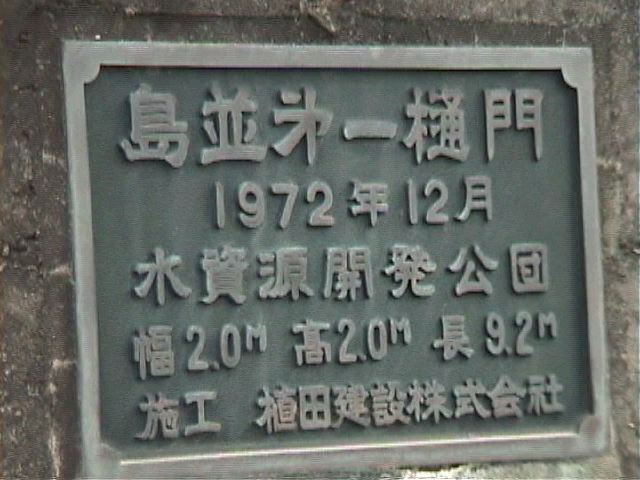 島並㐧一樋門
1972年12月
水資源開発公団
幅2.0M 髙2.0M 長9.2M
施工 植田建設株式会社